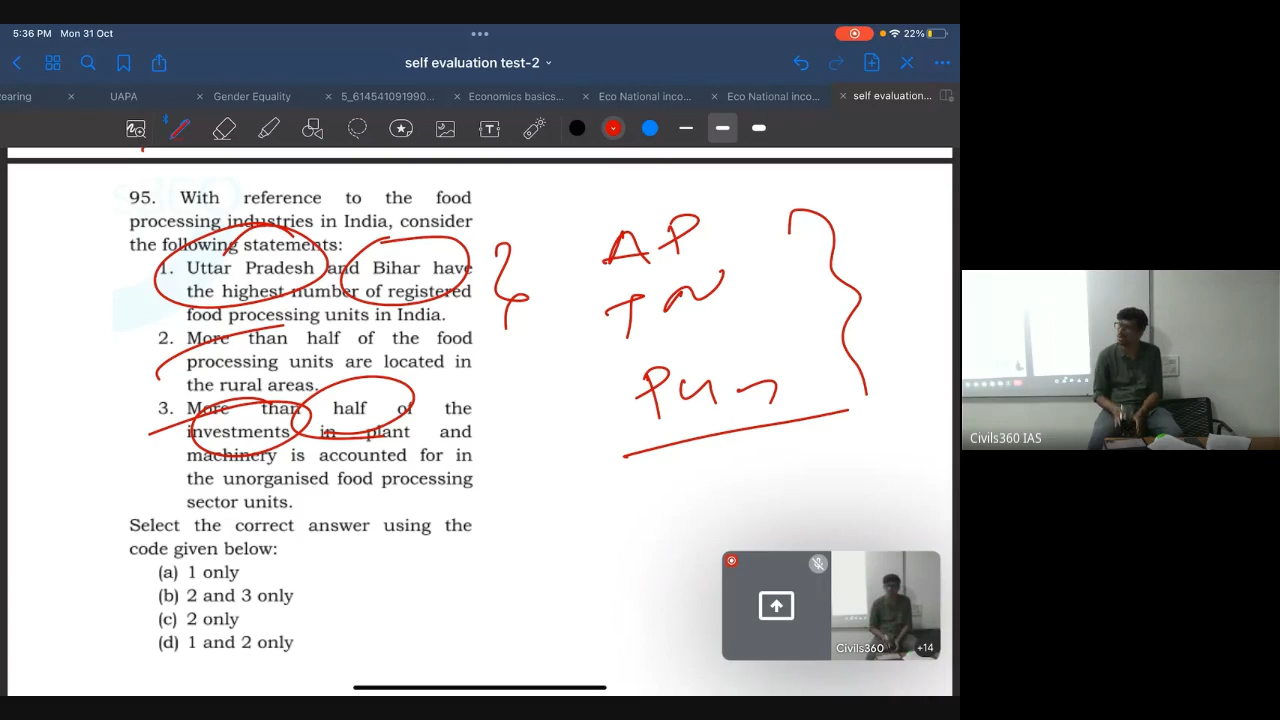 5:36 PM Mon 31 Oct
22%
self evaluation test-2
tearing
UAPA
Gender Equality
5_614541091990...
Economics basics...
Eco National inco...
Eco National inco...
self evaluation...
95. With reference to the food
processing industries in India, consider
the following statements:
1. Uttar Pradesh and Bihar have
the highest number of registered
food processing units in India.
2. More than half of the food
processing units are located in
the rural areas.
3. More than half of the
investments in plant and
machinery is accounted for in
the unorganised food processing
sector units.
Select the correct answer using the
code given below:
(a) 1 only
(b) 2 and 3 only
(c) 2 only
(d) 1 and 2 only
AP
TN
Pun
Civils360
+14
Civils360 IAS